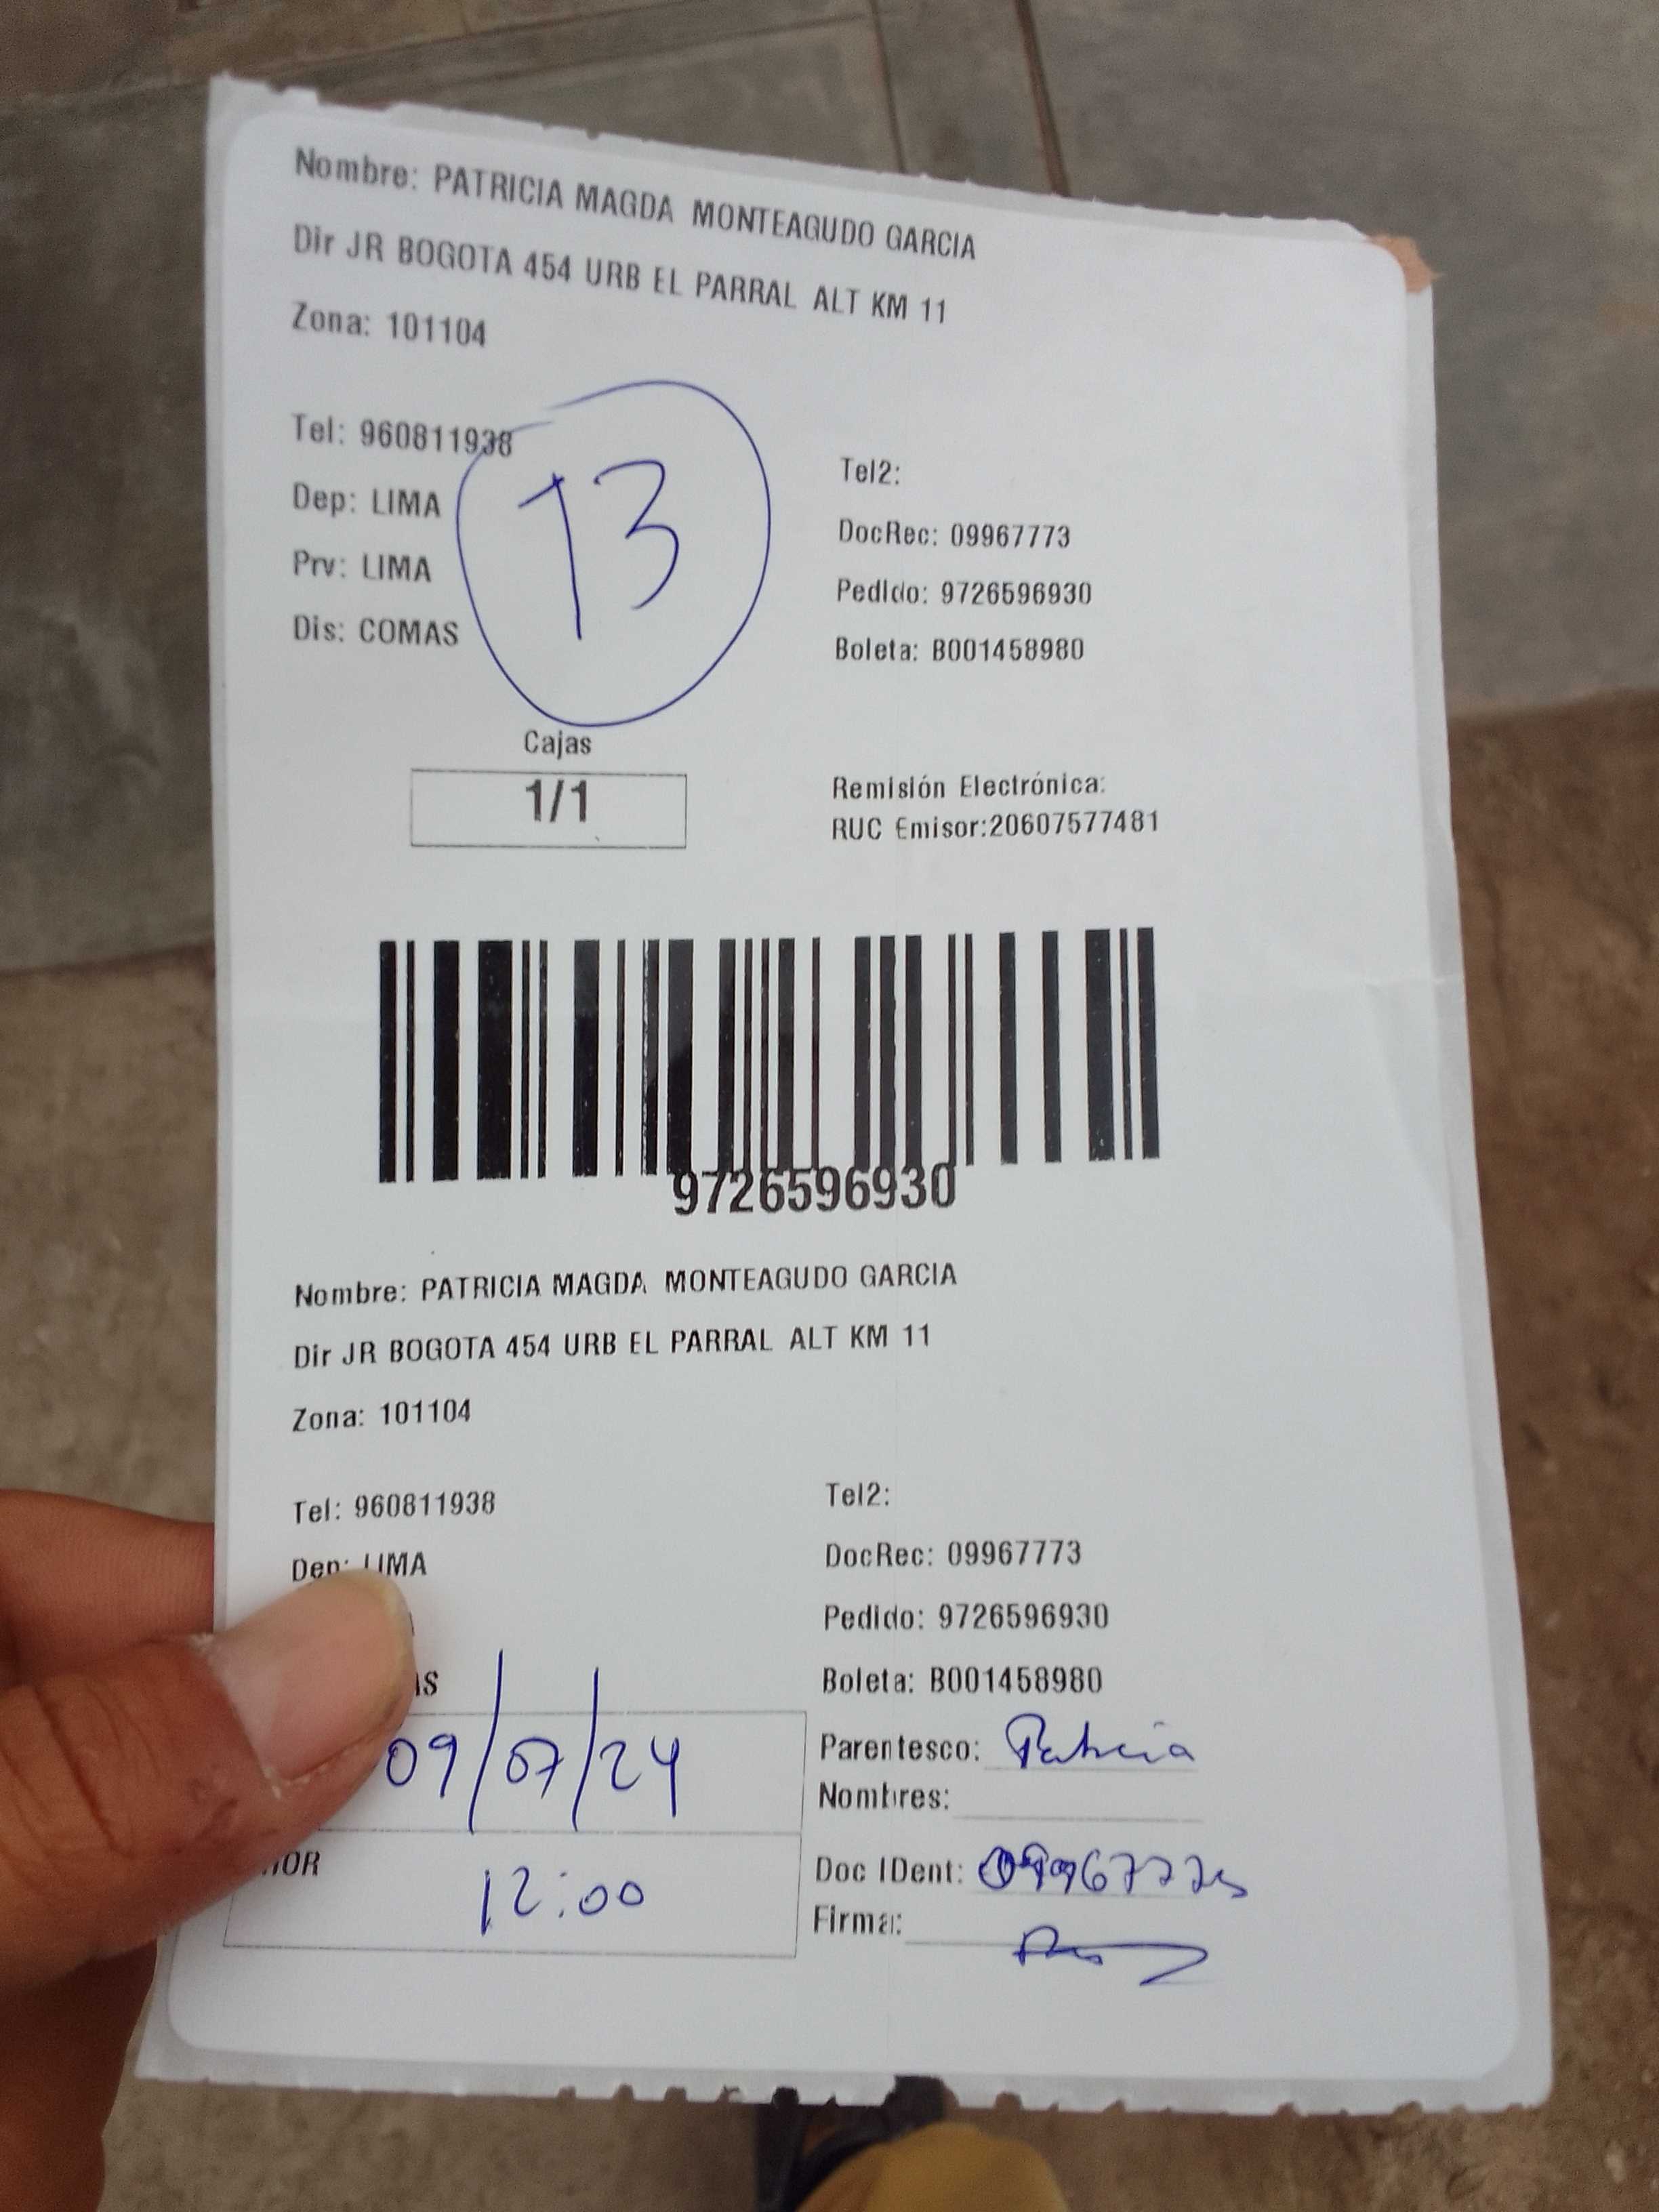 Nombre: PATRICIA MAGDA MONTEAGUDO GARCIA
Dir JR BOGOTA 454 URB EL PARRAL ALT KM 11
Zona: 101104
Tel: 960811938
Tel2:
Dep: LIMA
DocRec: 09967773
Prv: LIMA
Pedido: 9726596930
Dis: COMAS
Boleta: B001458980
13
Cajas
1/1
Remisión Electrónica:
RUC Emisor:20607577481
9726596930
Nombre: PATRICIA MAGDA MONTEAGUDO GARCIA
Dir JR BOGOTA 454 URB EL PARRAL ALT KM 11
Zona: 101104
Tel: 960811938
Tel2:
Dep: LIMA
DocRec: 09967773
Pedido: 9726596930
AS
Boleta: B001458980
09/07/24
Parentesco: Patricia
Nombres:
HOR
12:00
Doc IDent:
Firma: